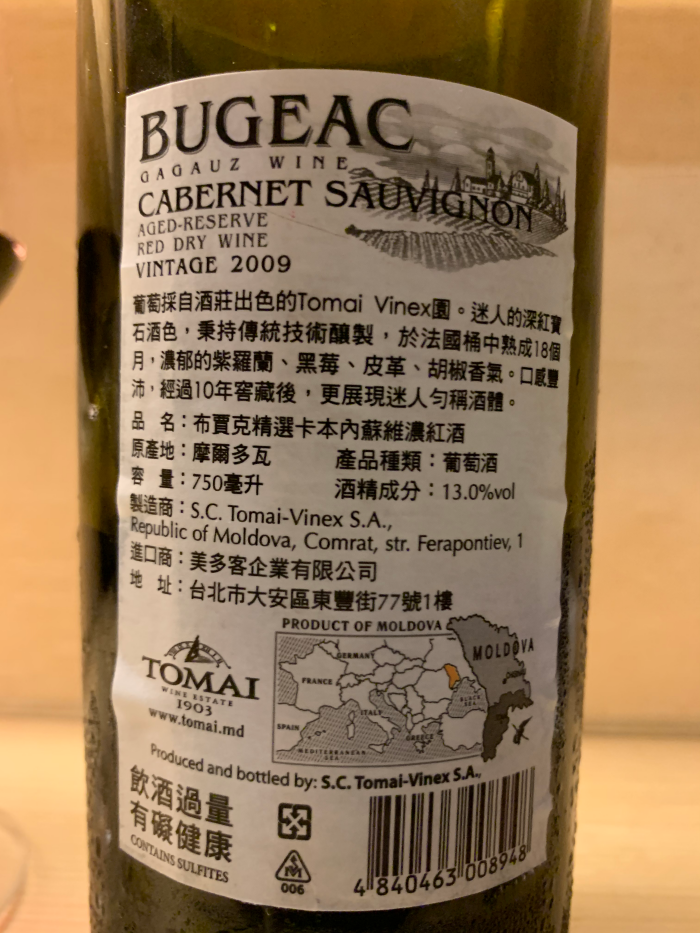 BUGEAC
GAGAUZ WINE
CABERNET SAUVIGNON
AGED-RESERVE
RED DRY WINE
VINTAGE 2009
葡萄採自酒莊出色的Tomai Vinex園。迷人的深紅寶
石酒色，秉持傳統技術釀製，於法國桶中熟成18個
月，濃郁的紫羅蘭、黑莓、皮革、胡椒香氣。口感豐
沛，經過10年窖藏後，更展現迷人勻稱酒體。
品 名：布賈克精選卡本內蘇維濃紅酒
原產地：摩爾多瓦 產品種類：葡萄酒
容 量：750毫升 酒精成分：13.0%vol
製造商：S.C. Tomai-Vinex S.A.,
Republic of Moldova, Comrat, str. Ferapontiev, 1
進口商：美多客企業有限公司
地 址：台北市大安區東豐街77號1樓
PRODUCT OF MOLDOVA
MOLDOVA
GERMANY
FRANCE
BLACK SEA
ITALY
SPAIN
GREECE
MEDITERRANEAN SEA
TOMAI
WINE ESTATE
1903
www.tomai.md
Produced and bottled by: S.C. Tomai-Vinex S.A.,
飲酒過量
有礙健康
CONTAINS SULFITES
006
4 840463 008948